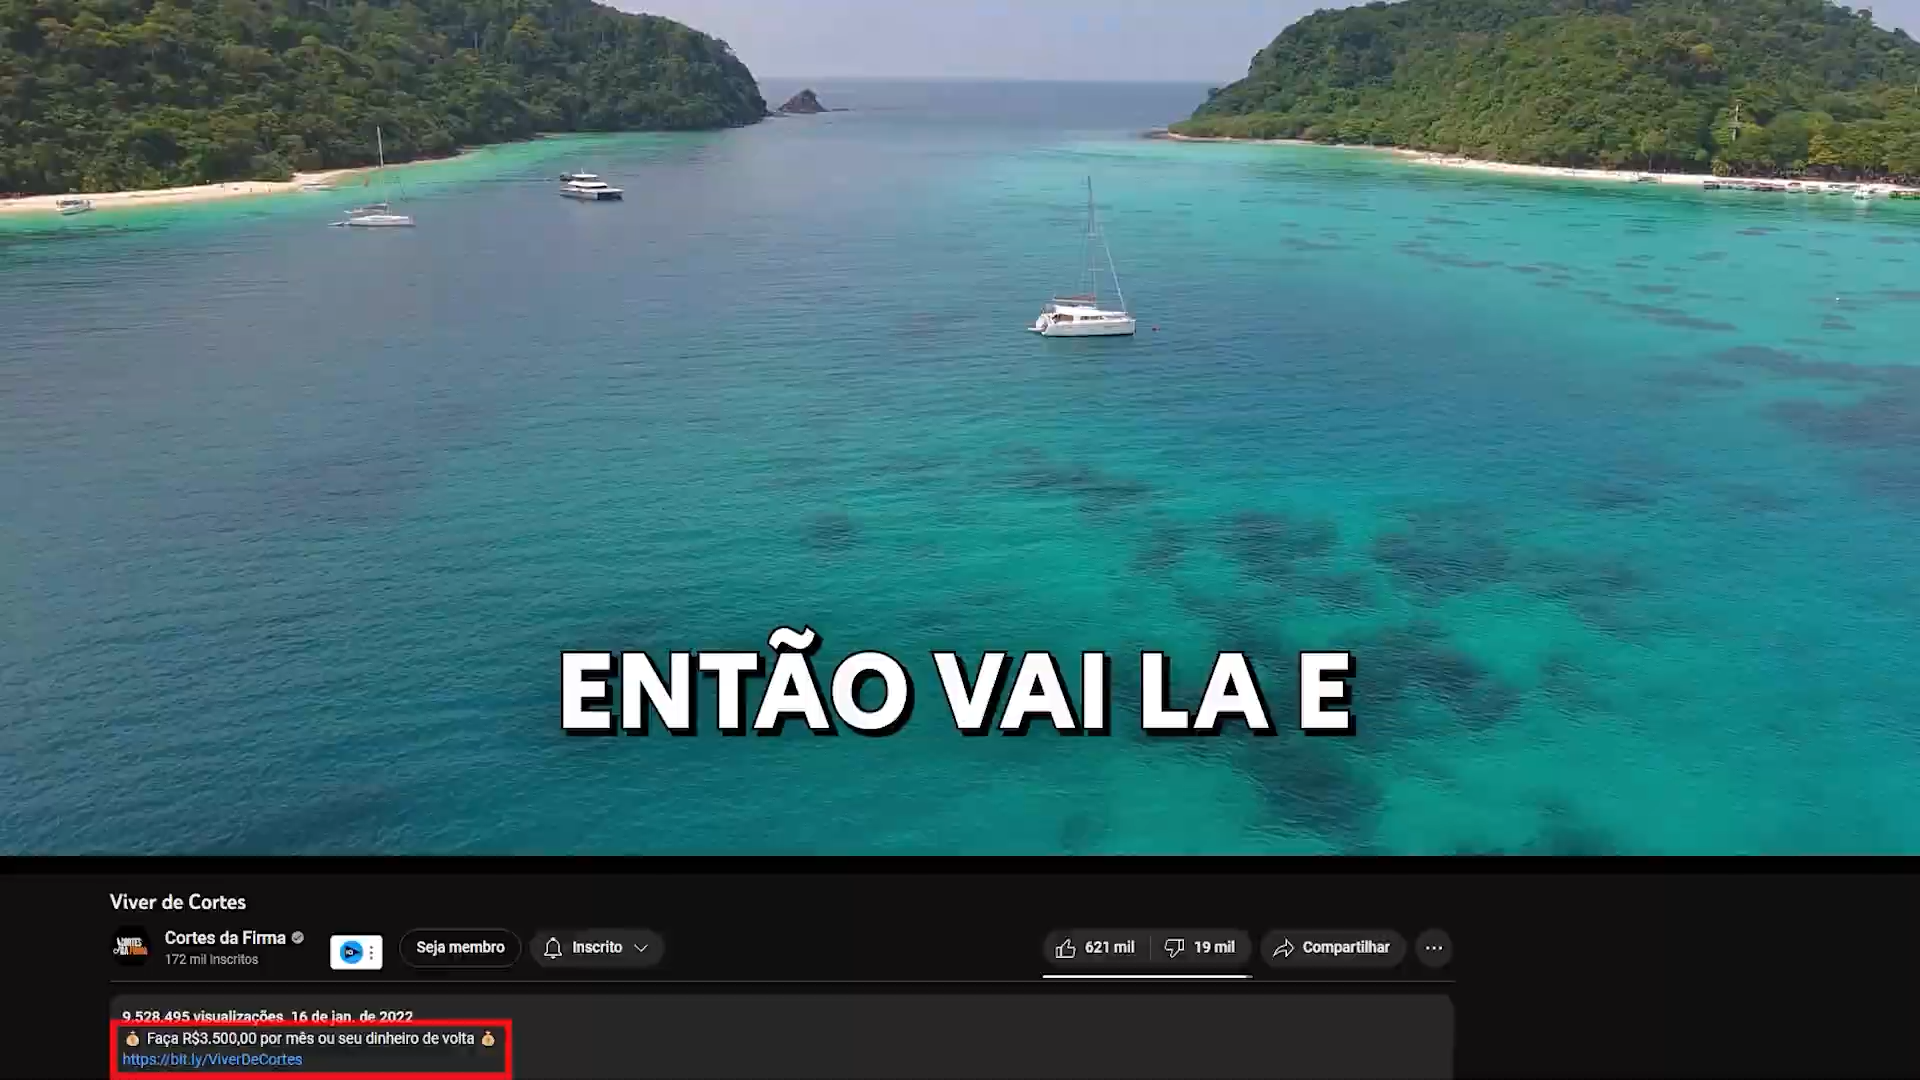 ENTÃO VAI LA E
Viver de Cortes
Cortes da Firma
172 mil inscritos
Seja membro
Inscrito
621 mil
19 mil
Compartilhar
9.528.495 visualizações 16 de jan. de 2022
Faça R$3.500,00 por mês ou seu dinheiro de volta
https://bit.ly/ViverDeCortes